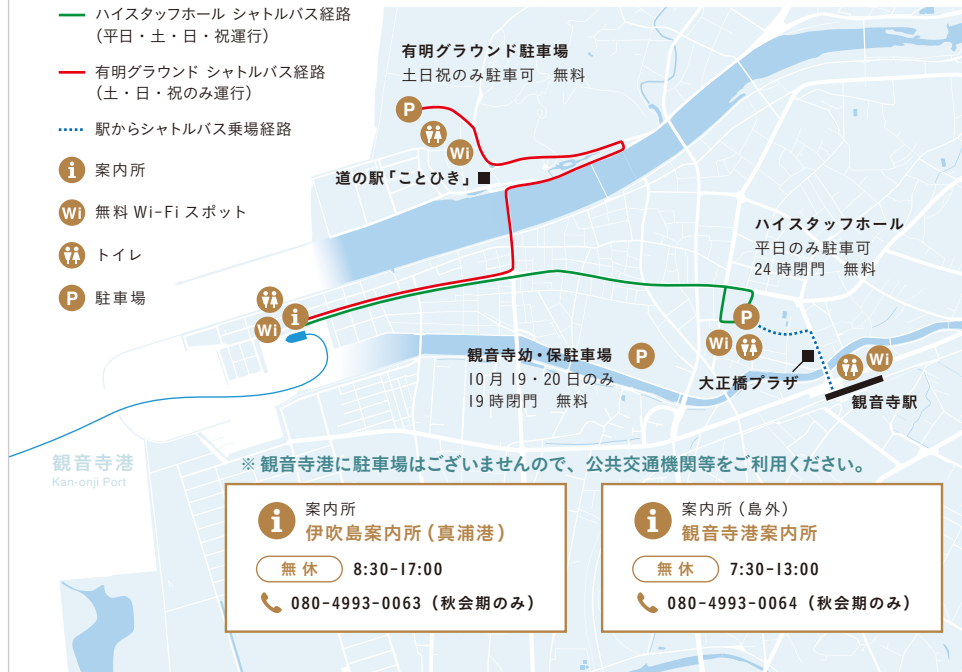 ハイスタッフホール シャトルバス経路
(平日・土・日・祝運行)
有明グラウンド シャトルバス経路
(土・日・祝のみ運行)
駅からシャトルバス乗場経路
i 案内所
Wi 無料 Wi-Fi スポット
トイレ
P 駐車場
有明グラウンド駐車場
土日祝のみ駐車可 無料
P
Wi
道の駅「ことひき」
ハイスタッフホール
平日のみ駐車可
24 時閉門 無料
i
Wi
P
Wi
観音寺幼・保駐車場 P
10 月 19・20 日のみ
19 時閉門 無料
大正橋プラザ
Wi
観音寺駅
観音寺港
Kan-onji Port
※ 観音寺港に駐車場はございませんので、公共交通機関等をご利用ください。
i 案内所
伊吹島案内所 (真浦港)
無休 8:30-17:00
080-4993-0063 (秋会期のみ)
i 案内所 (島外)
観音寺港案内所
無休 7:30-13:00
080-4993-0064 (秋会期のみ)